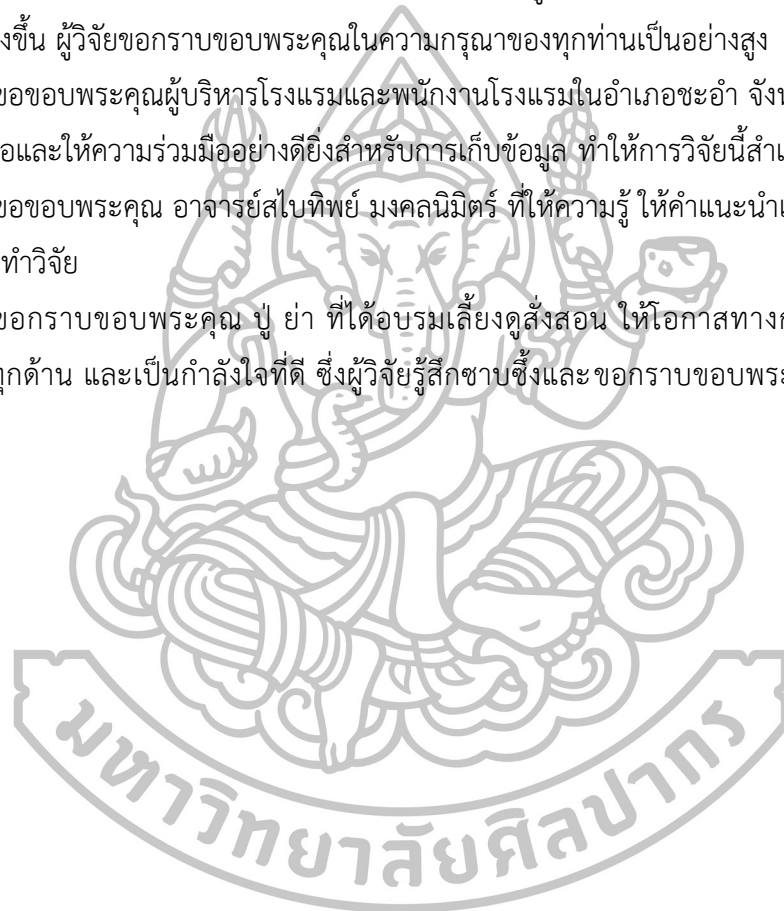 งขึ้น ผู้วิจัยขอกราบขอบพระคุณในความกรุณาของทุกท่านเป็นอย่างสูง
ขอขอบพระคุณผู้บริหารโรงแรมและพนักงานโรงแรมในอำเภอชะอำ จังห
อและให้ความร่วมมืออย่างดียิ่งสำหรับการเก็บข้อมูล ทำให้การวิจัยนี้สำเ
ขอขอบพระคุณ อาจารย์สไบทิพย์ มงคลนิมิตร์ ที่ให้ความรู้ ให้คำแนะนำเ
ทำวิจัย
ขอกราบขอบพระคุณ ปู่ ย่า ที่ได้อบรมเลี้ยงดูสั่งสอน ให้โอกาสทางก
ทุกด้าน และเป็นกำลังใจที่ดี ซึ่งผู้วิจัยรู้สึกซาบซึ้งและขอกราบขอบพระ
มหาวิทยาลัยศิลปากร